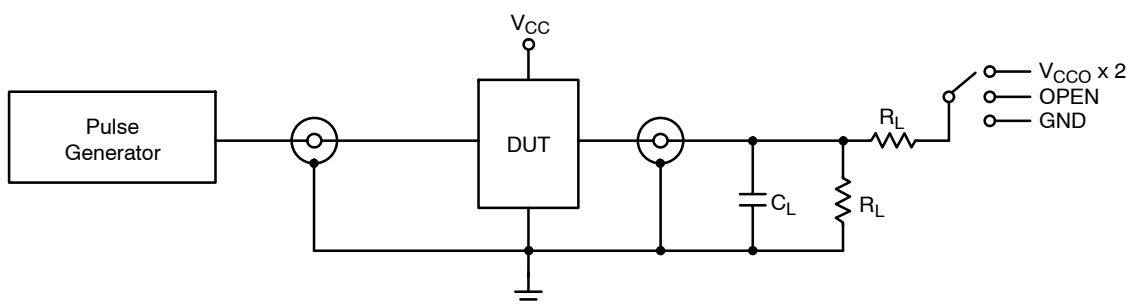 V_CC
Pulse
Generator
DUT
C_L
R_L
R_L
V_CCO x 2
OPEN
GND